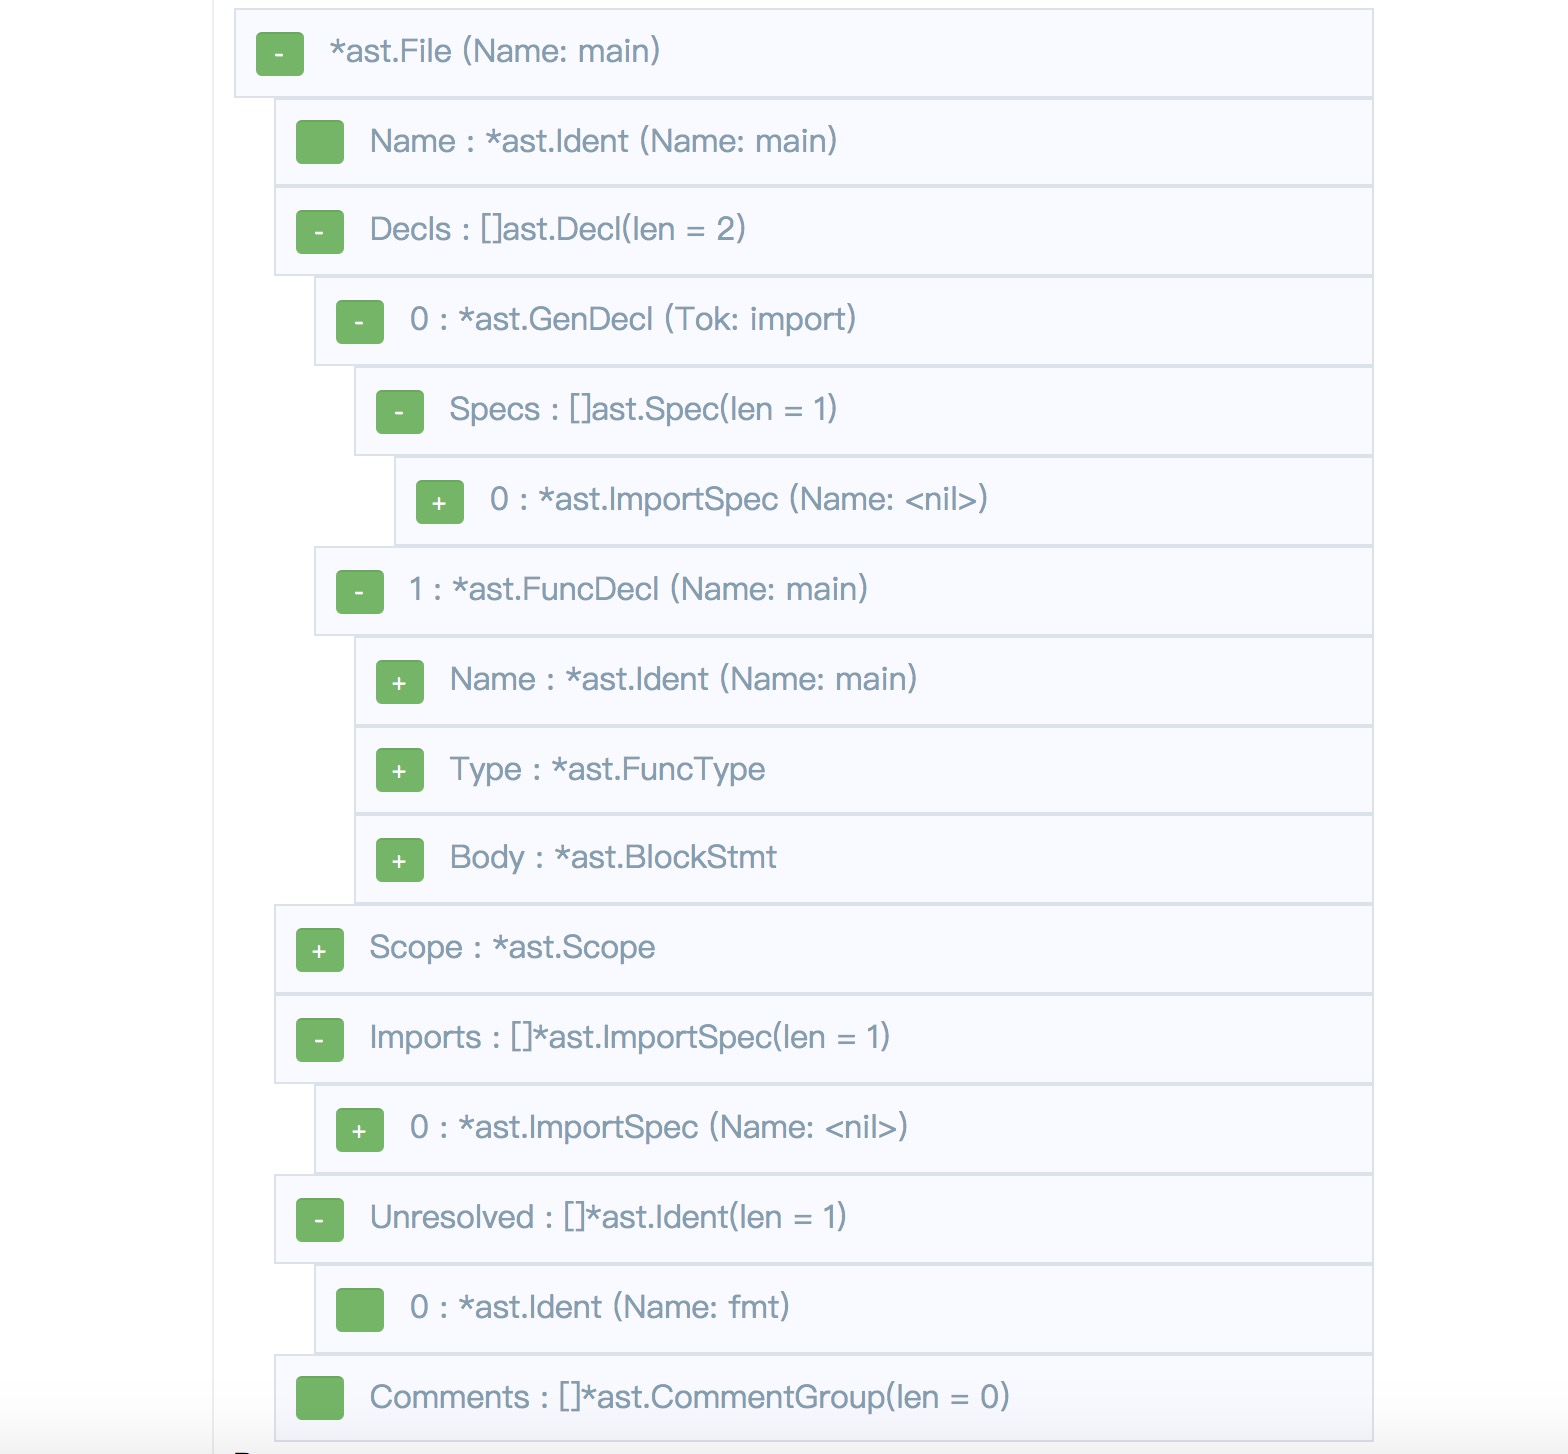 - *ast.File (Name: main)
Name : *ast.Ident (Name: main)
- Decls : []ast.Decl(len = 2)
- 0 : *ast.GenDecl (Tok: import)
- Specs : []ast.Spec(len = 1)
+ 0 : *ast.ImportSpec (Name: <nil>)
- 1 : *ast.FuncDecl (Name: main)
+ Name : *ast.Ident (Name: main)
+ Type : *ast.FuncType
+ Body : *ast.BlockStmt
+ Scope : *ast.Scope
- Imports : []*ast.ImportSpec(len = 1)
+ 0 : *ast.ImportSpec (Name: <nil>)
- Unresolved : []*ast.Ident(len = 1)
0 : *ast.Ident (Name: fmt)
Comments : []*ast.CommentGroup(len = 0)